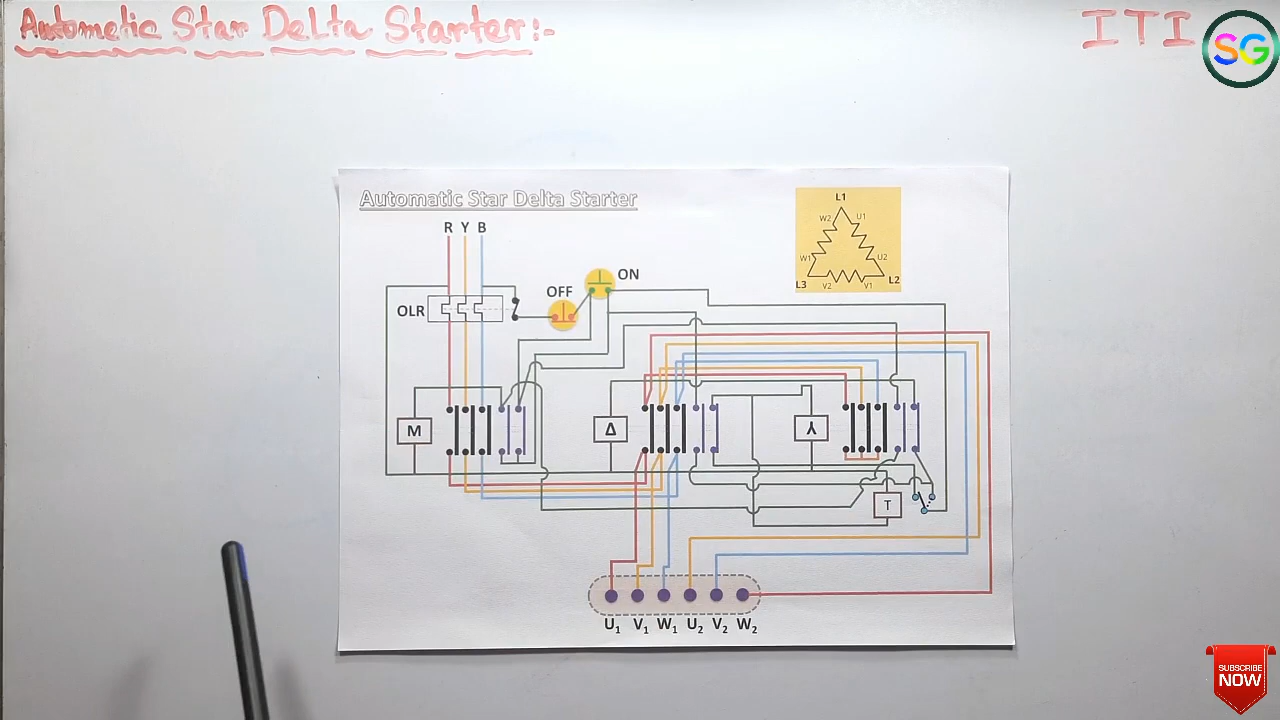 Automatic Star Delta Starter:-
ITI
SG
Automatic Star Delta Starter
R Y B
L1
W2 U1
W1 U2
L3 V2 V1 L2
ON
OFF
OLR
M Δ Y T
U1 V1 W1 U2 V2 W2
SUBSCRIBE
NOW